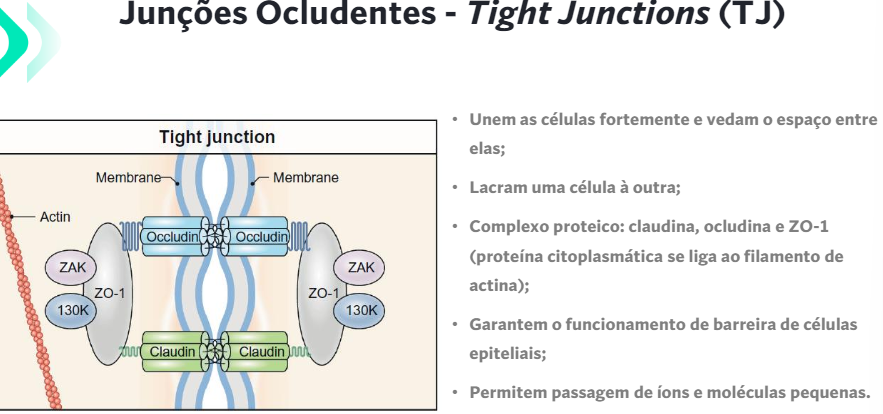 Junções Ocludentes - Tight Junctions (TJ)
Tight junction
Membrane
Membrane
Actin
Occludin
Occludin
ZAK
ZAK
ZO-1
ZO-1
130K
130K
Claudin
Claudin
• Unem as células fortemente e vedam o espaço entre
elas;
• Lacram uma célula à outra;
• Complexo proteico: claudina, ocludina e ZO-1
(proteína citoplasmática se liga ao filamento de
actina);
• Garantem o funcionamento de barreira de células
epiteliais;
• Permitem passagem de íons e moléculas pequenas.